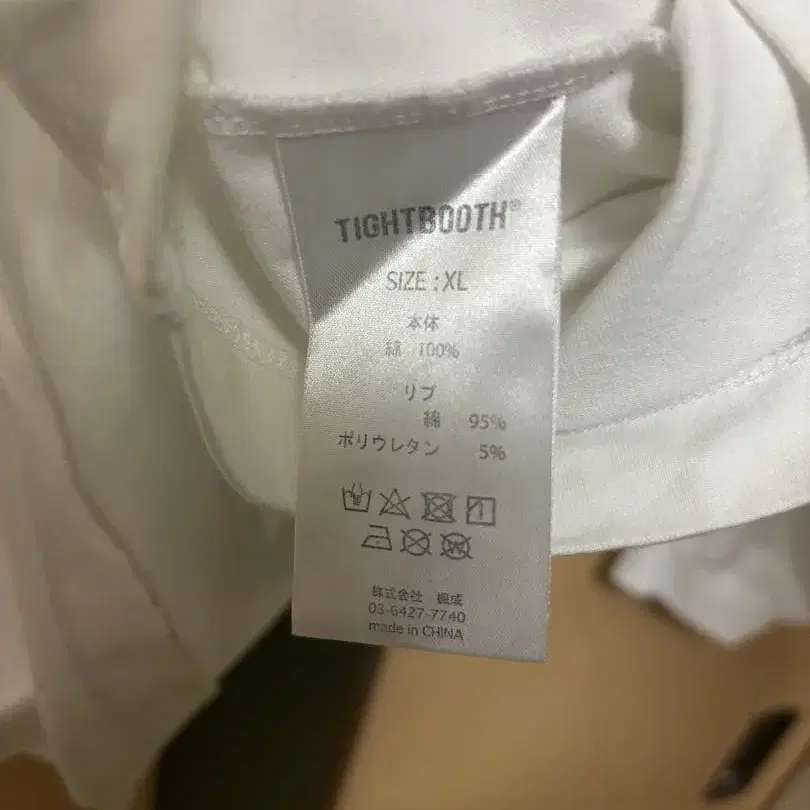 TIGHTBOOTH®
SIZE : XL
本体
綿 100%
リブ
綿 95%
ポリウレタン 5%
株式会社 楓成
03-6427-7740
made in CHINA